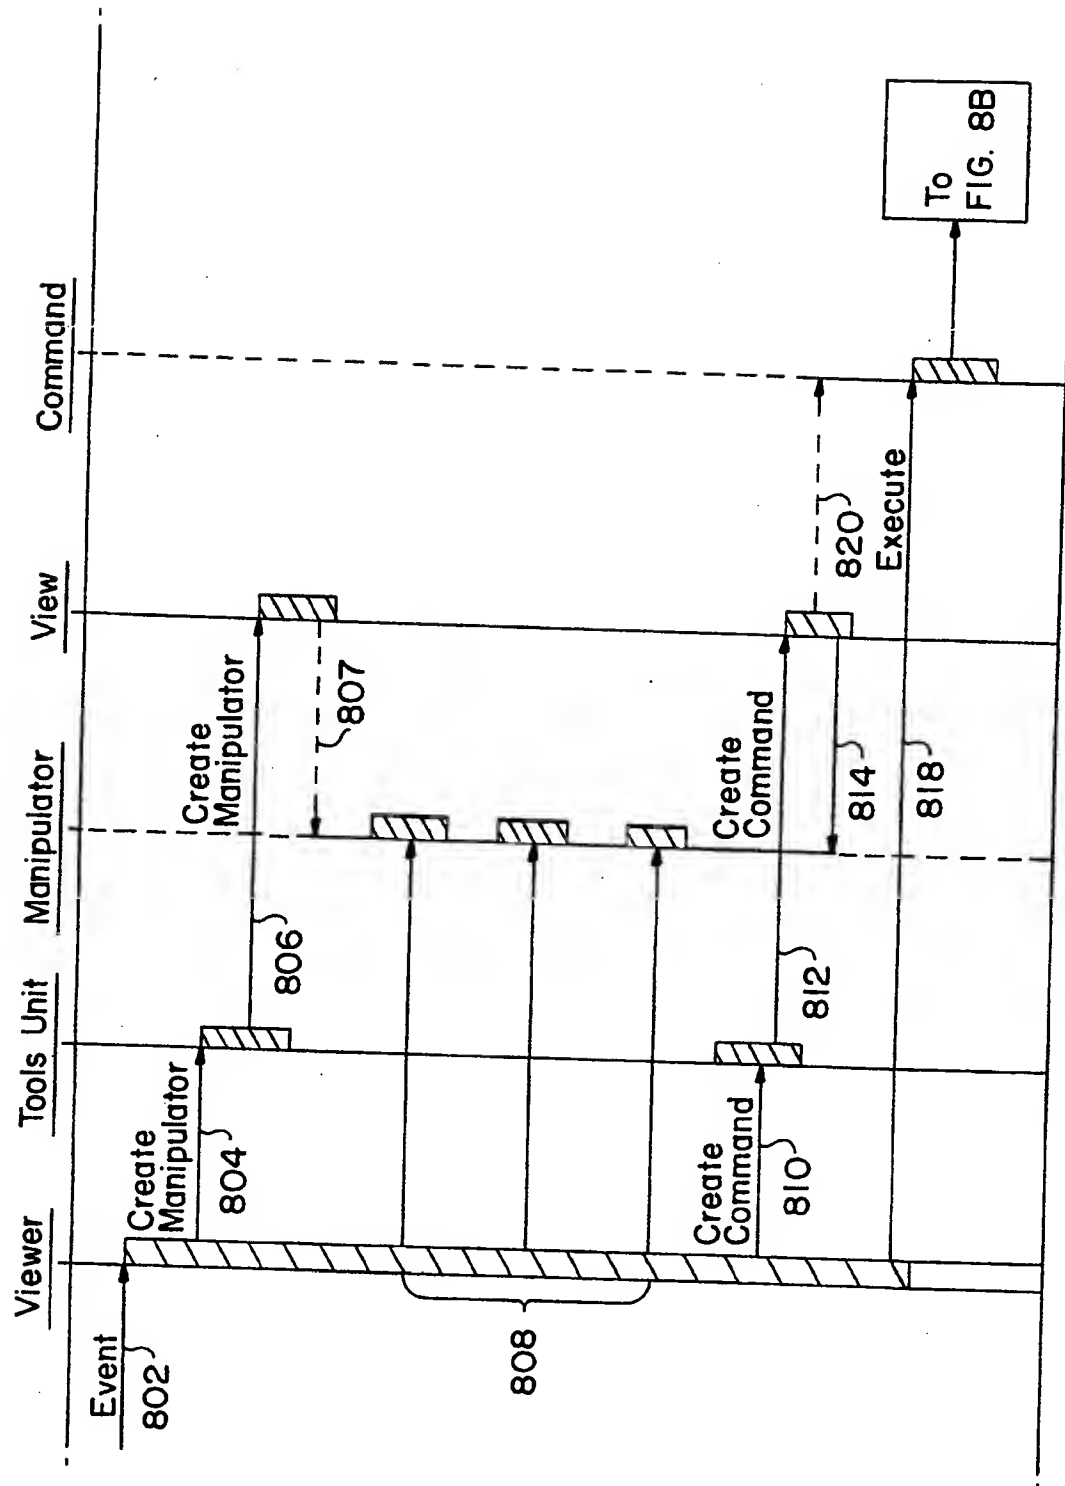 Viewer
Tools Unit
Manipulator
View
Command
Event
802
Create
Manipulator
804
Create
Manipulator
806
807
808
Create
Command
810
Create
Command
812
814
820
Execute
818
To
FIG. 8B